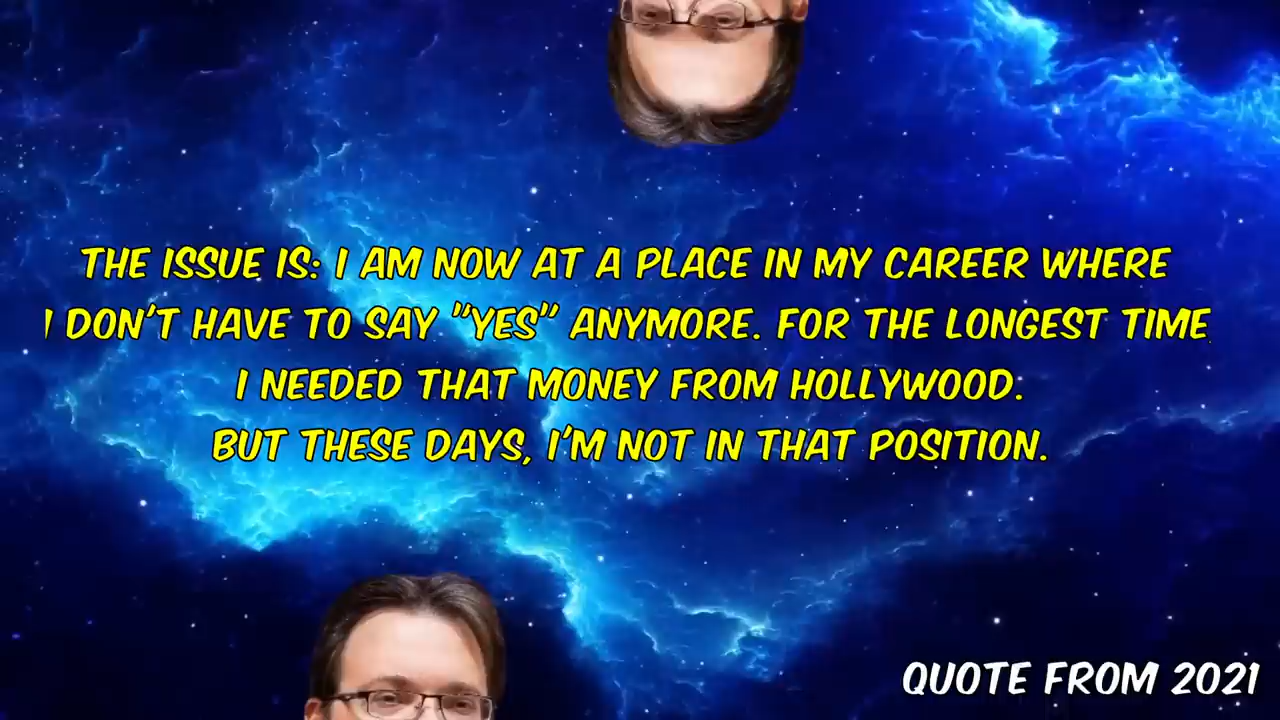 THE ISSUE IS: I AM NOW AT A PLACE IN MY CAREER WHERE
I DON'T HAVE TO SAY "YES" ANYMORE. FOR THE LONGEST TIME
I NEEDED THAT MONEY FROM HOLLYWOOD.
BUT THESE DAYS, I'M NOT IN THAT POSITION.
QUOTE FROM 2021